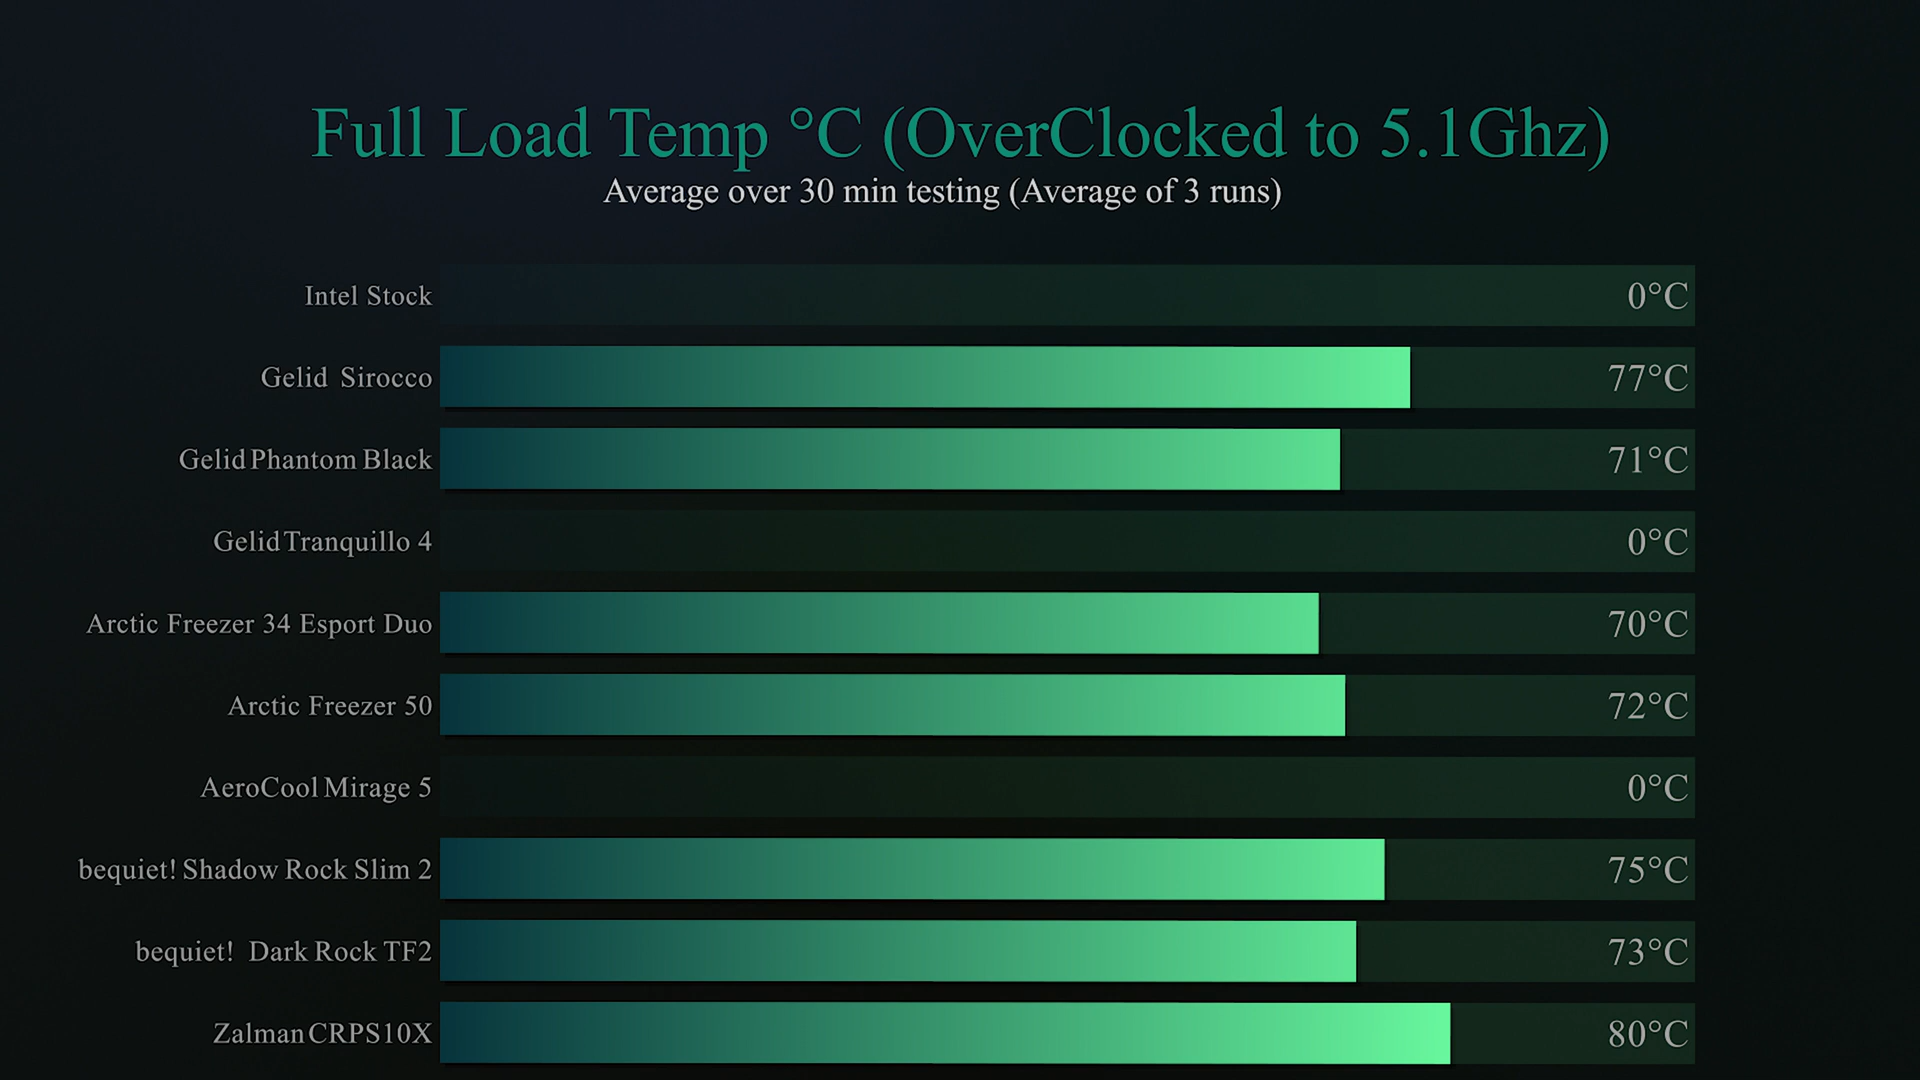 Full Load Temp °C (OverClocked to 5.1Ghz)
Average over 30 min testing (Average of 3 runs)
Intel Stock 0°C
Gelid Sirocco 77°C
Gelid Phantom Black 71°C
Gelid Tranquillo 4 0°C
Arctic Freezer 34 Esport Duo 70°C
Arctic Freezer 50 72°C
AeroCool Mirage 5 0°C
bequiet! Shadow Rock Slim 2 75°C
bequiet! Dark Rock TF2 73°C
Zalman CRPS10X 80°C